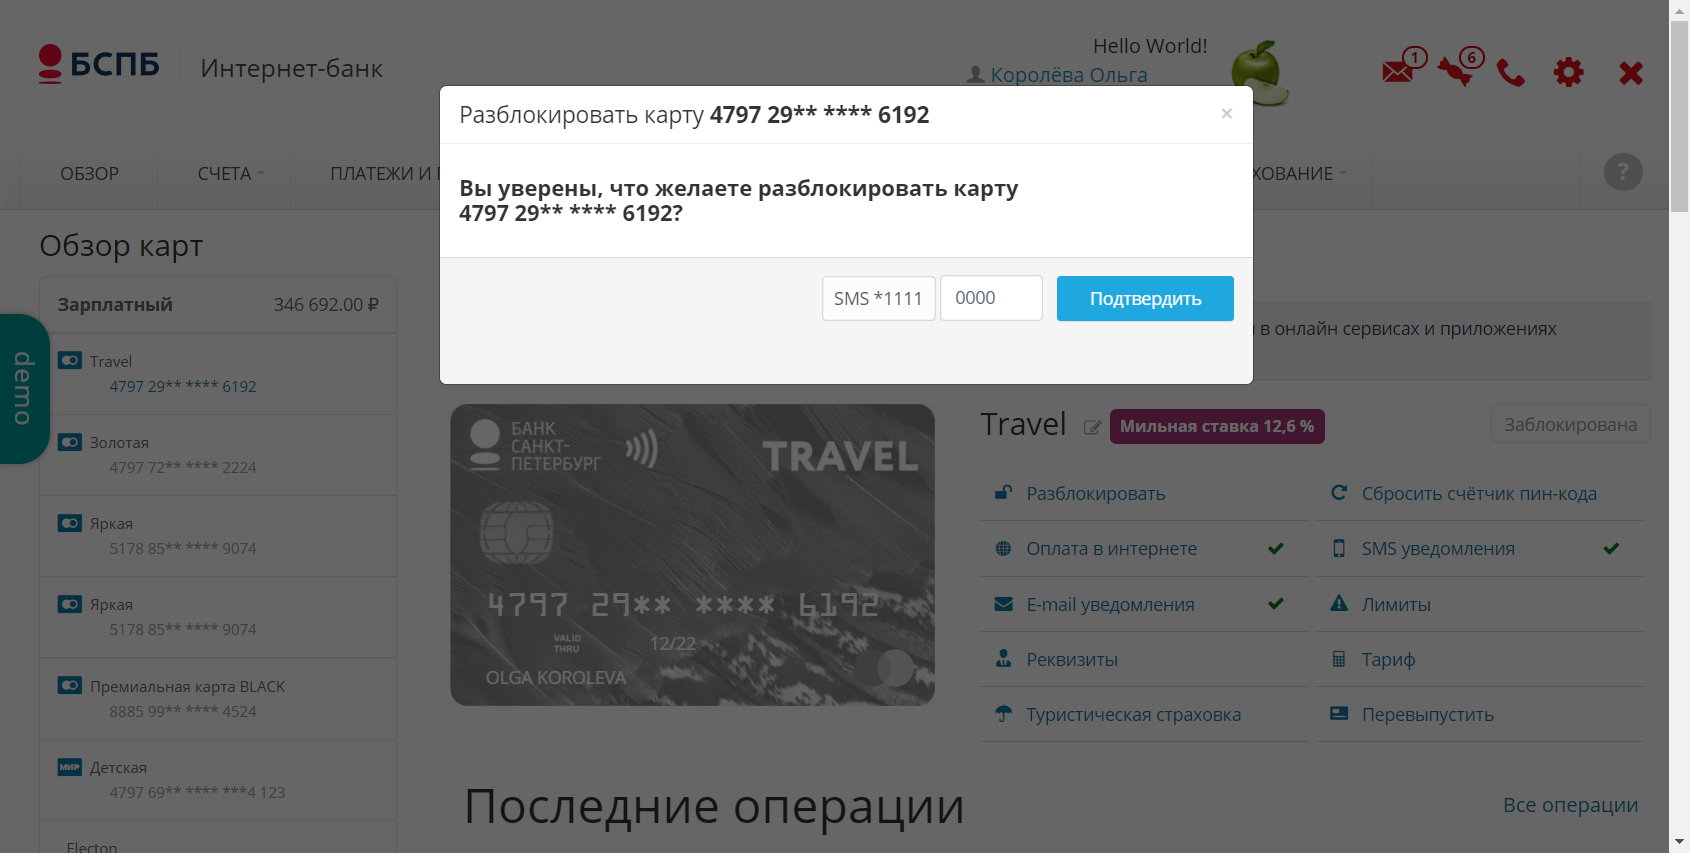 БСПБ
Интернет-банк
Hello World!
Королёва Ольга
1
6
ОБЗОР
СЧЕТА
ПЛАТЕЖИ И
ХОВАНИЕ
?
Разблокировать карту 4797 29** **** 6192
×
Вы уверены, что желаете разблокировать карту
4797 29** **** 6192?
SMS *1111
0000
Подтвердить
demo
Обзор карт
Зарплатный
346 692.00 ₽
Travel
4797 29** **** 6192
Золотая
4797 72** **** 2224
Яркая
5178 85** **** 9074
Яркая
5178 85** **** 9074
Премиальная карта BLACK
8885 99** **** 4524
МИР
Детская
4797 69** **** ***4 123
Electon
в онлайн сервисах и приложениях
БАНК
САНКТ-
ПЕТЕРБУРГ
TRAVEL
4797 29** **** 6192
VALID
THRU
12/22
OLGA KOROLEVA
Travel
Мильная ставка 12,6 %
Заблокирована
Разблокировать
Сбросить счётчик пин-кода
Оплата в интернете
SMS уведомления
E-mail уведомления
Лимиты
Реквизиты
Тариф
Туристическая страховка
Перевыпустить
Последние операции
Все операции